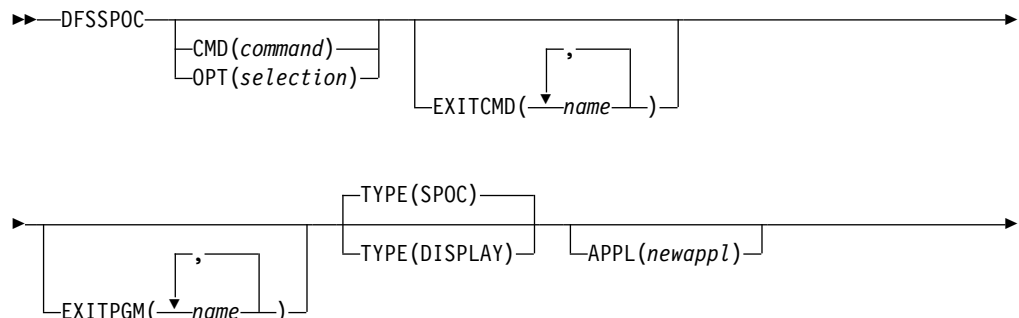 DFSSPOC
CMD(command)
OPT(selection)
,
EXITCMD( name )
TYPE(SPOC)
TYPE(DISPLAY)
APPL(newappl)
,
EXITPGM( name )